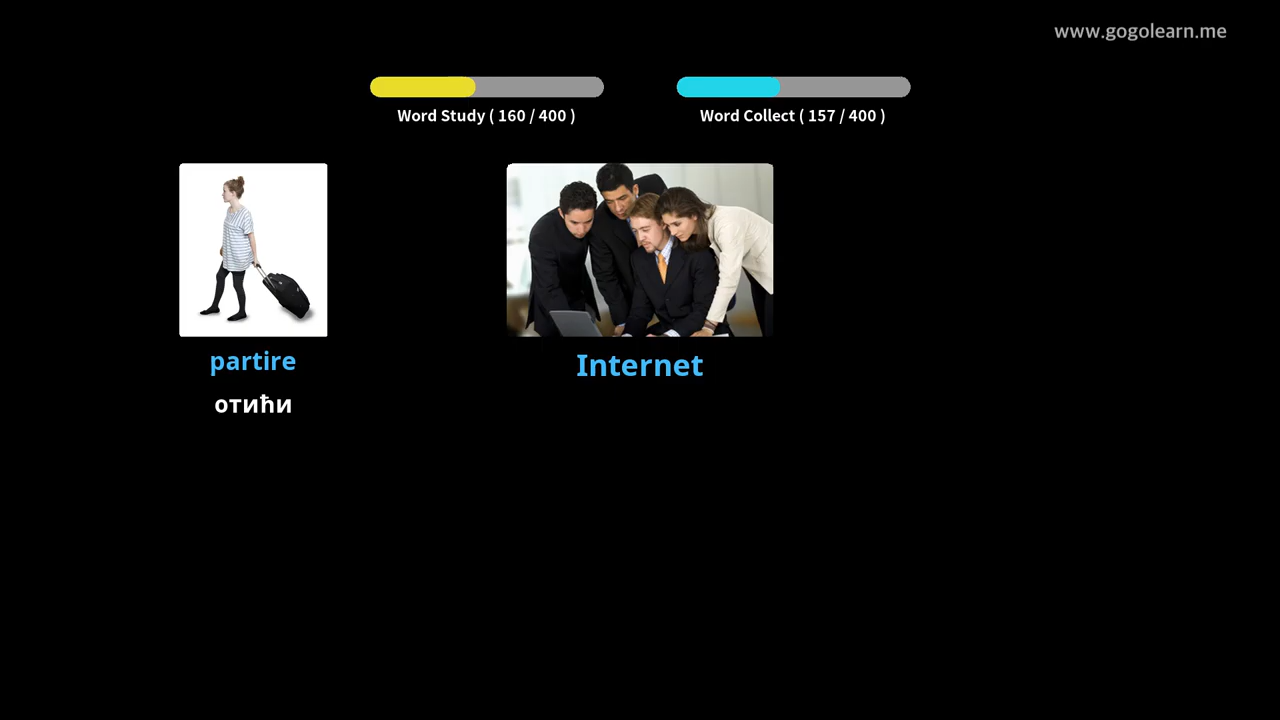 www.gogolearn.me
Word Study ( 160 / 400 )
Word Collect ( 157 / 400 )
partire
отићи
Internet